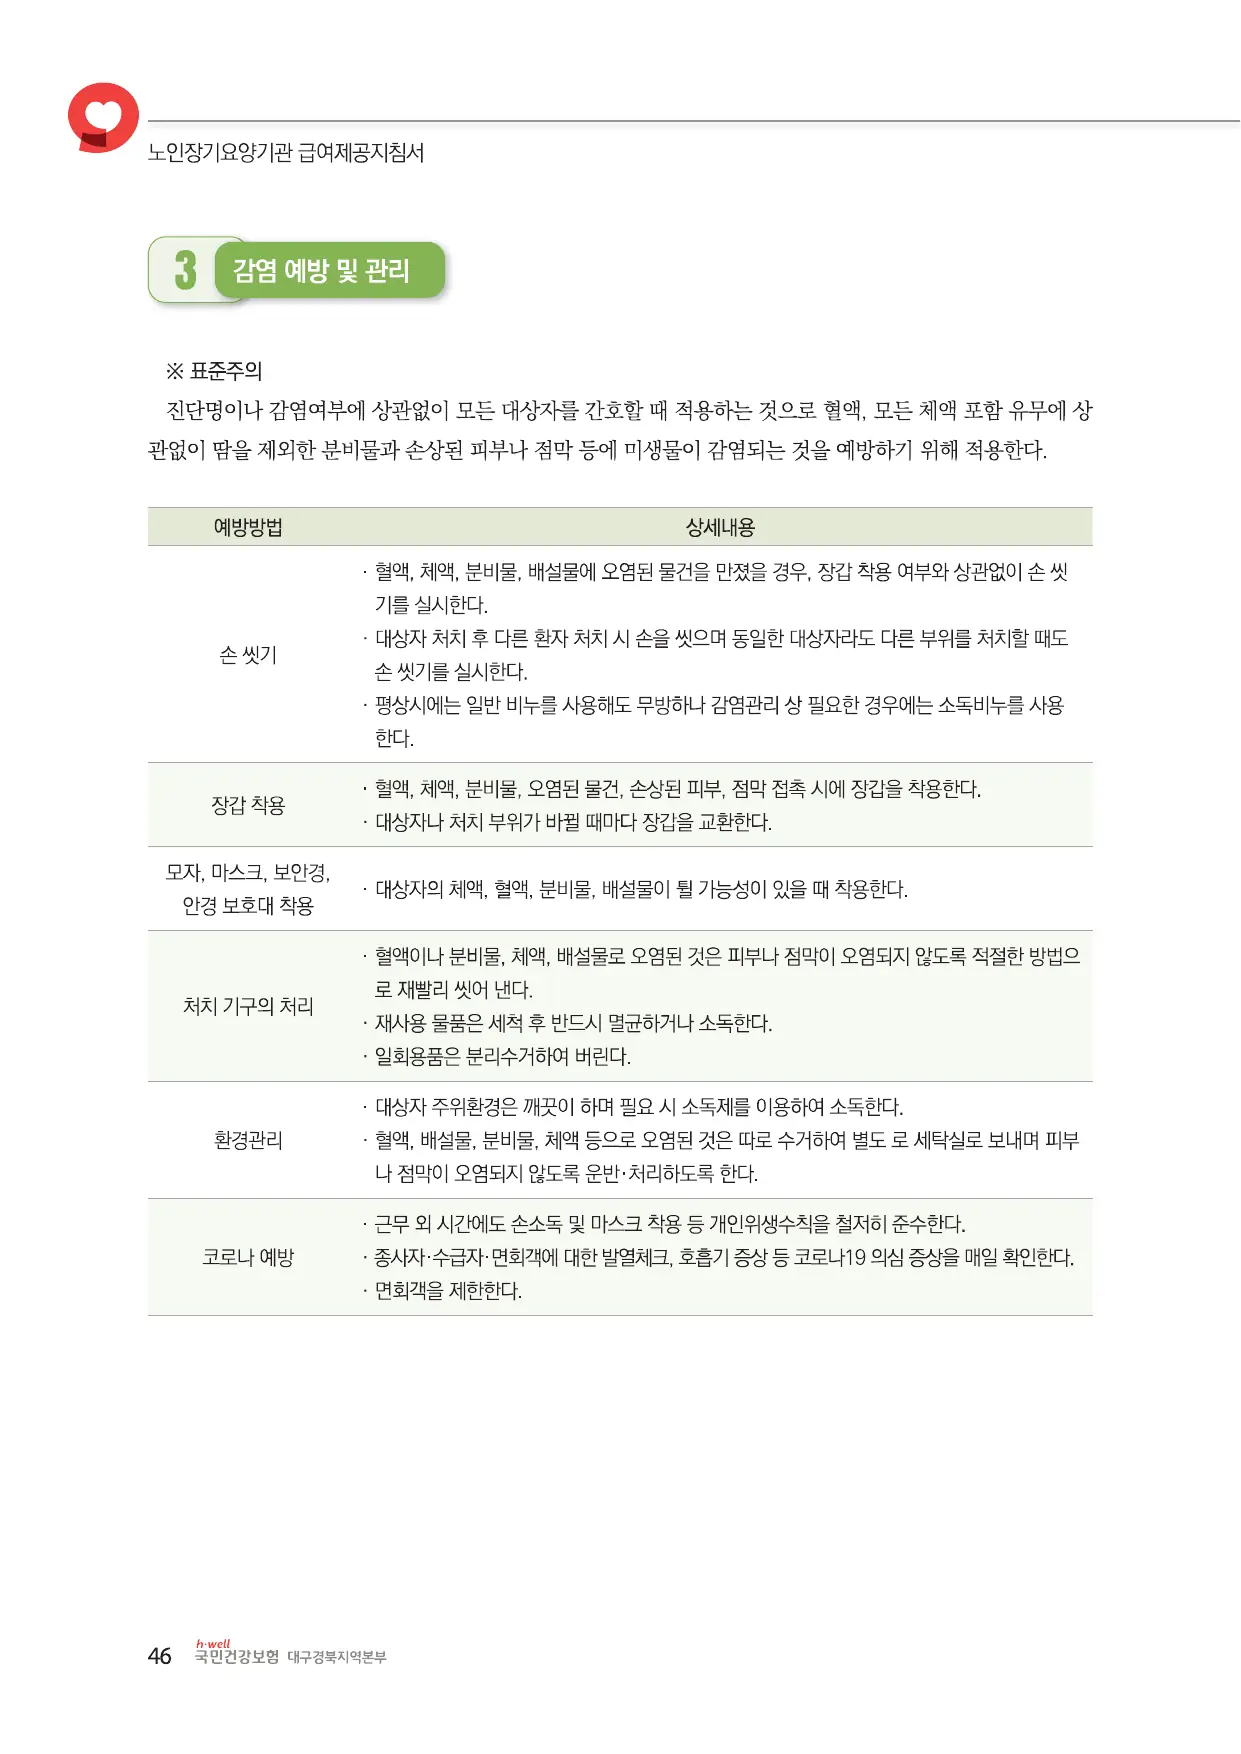 노인장기요양기관 급여제공지침서
3 감염 예방 및 관리
※ 표준주의
진단명이나 감염여부에 상관없이 모든 대상자를 간호할 때 적용하는 것으로 혈액, 모든 체액 포함 유무에 상
관없이 땀을 제외한 분비물과 손상된 피부나 점막 등에 미생물이 감염되는 것을 예방하기 위해 적용한다.
예방방법 상세내용
손 씻기
· 혈액, 체액, 분비물, 배설물에 오염된 물건을 만졌을 경우, 장갑 착용 여부와 상관없이 손 씻
기를 실시한다.
· 대상자 처치 후 다른 환자 처치 시 손을 씻으며 동일한 대상자라도 다른 부위를 처치할 때도
손 씻기를 실시한다.
· 평상시에는 일반 비누를 사용해도 무방하나 감염관리 상 필요한 경우에는 소독비누를 사용
한다.
장갑 착용
· 혈액, 체액, 분비물, 오염된 물건, 손상된 피부, 점막 접촉 시에 장갑을 착용한다.
· 대상자나 처치 부위가 바뀔 때마다 장갑을 교환한다.
모자, 마스크, 보안경,
안경 보호대 착용
· 대상자의 체액, 혈액, 분비물, 배설물이 튈 가능성이 있을 때 착용한다.
처치 기구의 처리
· 혈액이나 분비물, 체액, 배설물로 오염된 것은 피부나 점막이 오염되지 않도록 적절한 방법으
로 재빨리 씻어 낸다.
· 재사용 물품은 세척 후 반드시 멸균하거나 소독한다.
· 일회용품은 분리수거하여 버린다.
환경관리
· 대상자 주위환경은 깨끗이 하며 필요 시 소독제를 이용하여 소독한다.
· 혈액, 배설물, 분비물, 체액 등으로 오염된 것은 따로 수거하여 별도 로 세탁실로 보내며 피부
나 점막이 오염되지 않도록 운반·처리하도록 한다.
코로나 예방
· 근무 외 시간에도 손소독 및 마스크 착용 등 개인위생수칙을 철저히 준수한다.
· 종사자·수급자·면회객에 대한 발열체크, 호흡기 증상 등 코로나19 의심 증상을 매일 확인한다.
· 면회객을 제한한다.
46 h·well 국민건강보험 대구경북지역본부